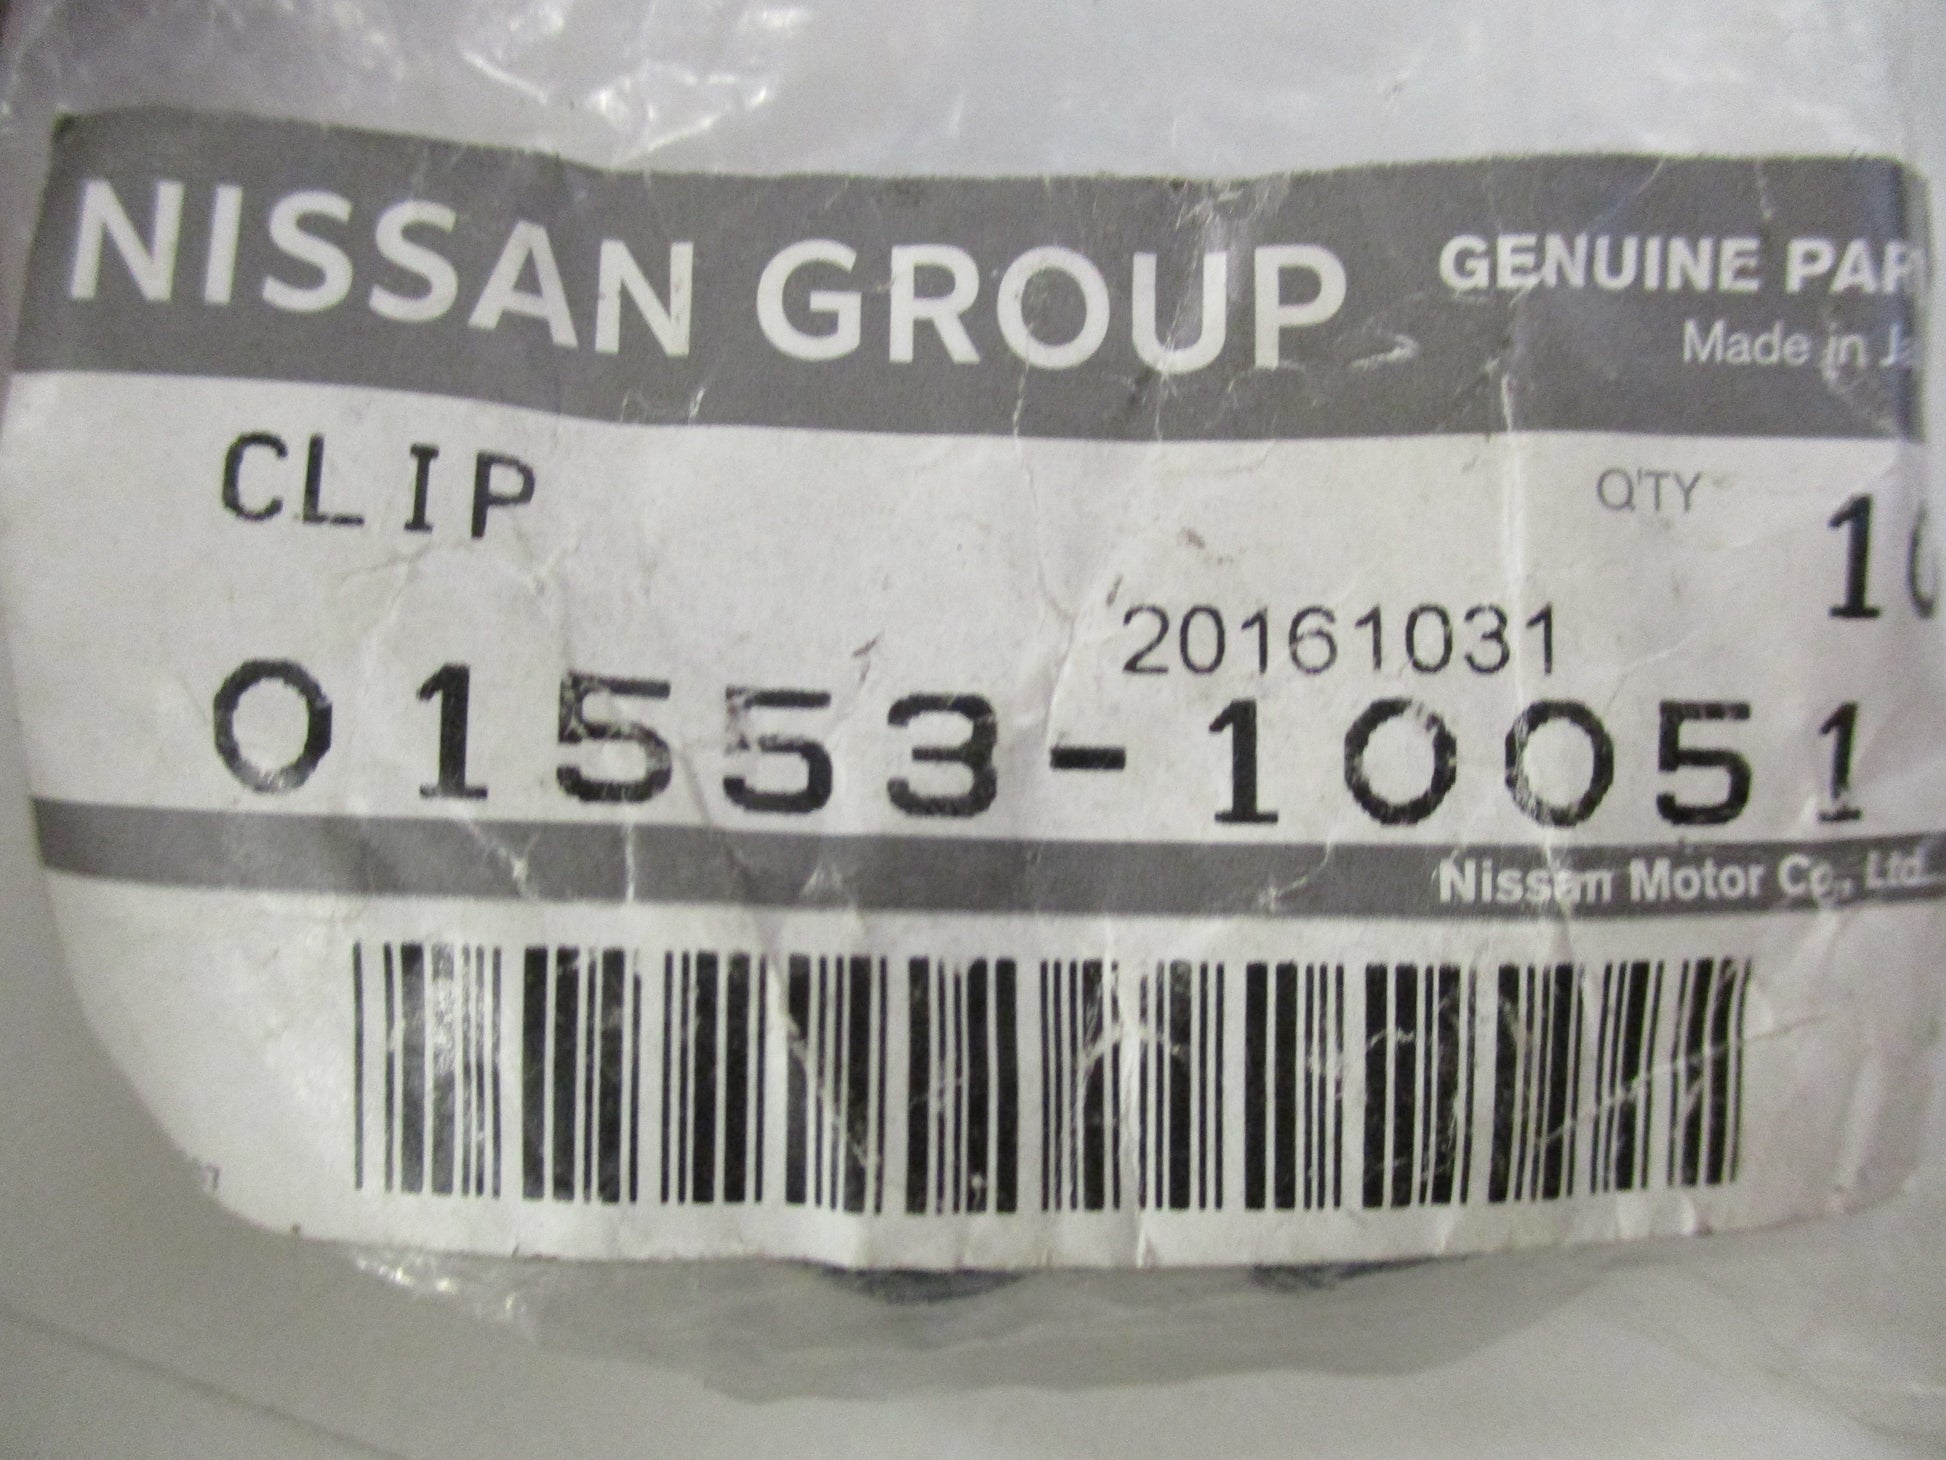 NISSAN GROUP
GENUINE PAR
Made in Ja
CLIP
Q'TY 10
20161031
01553-10051
Nissan Motor Co., Ltd.